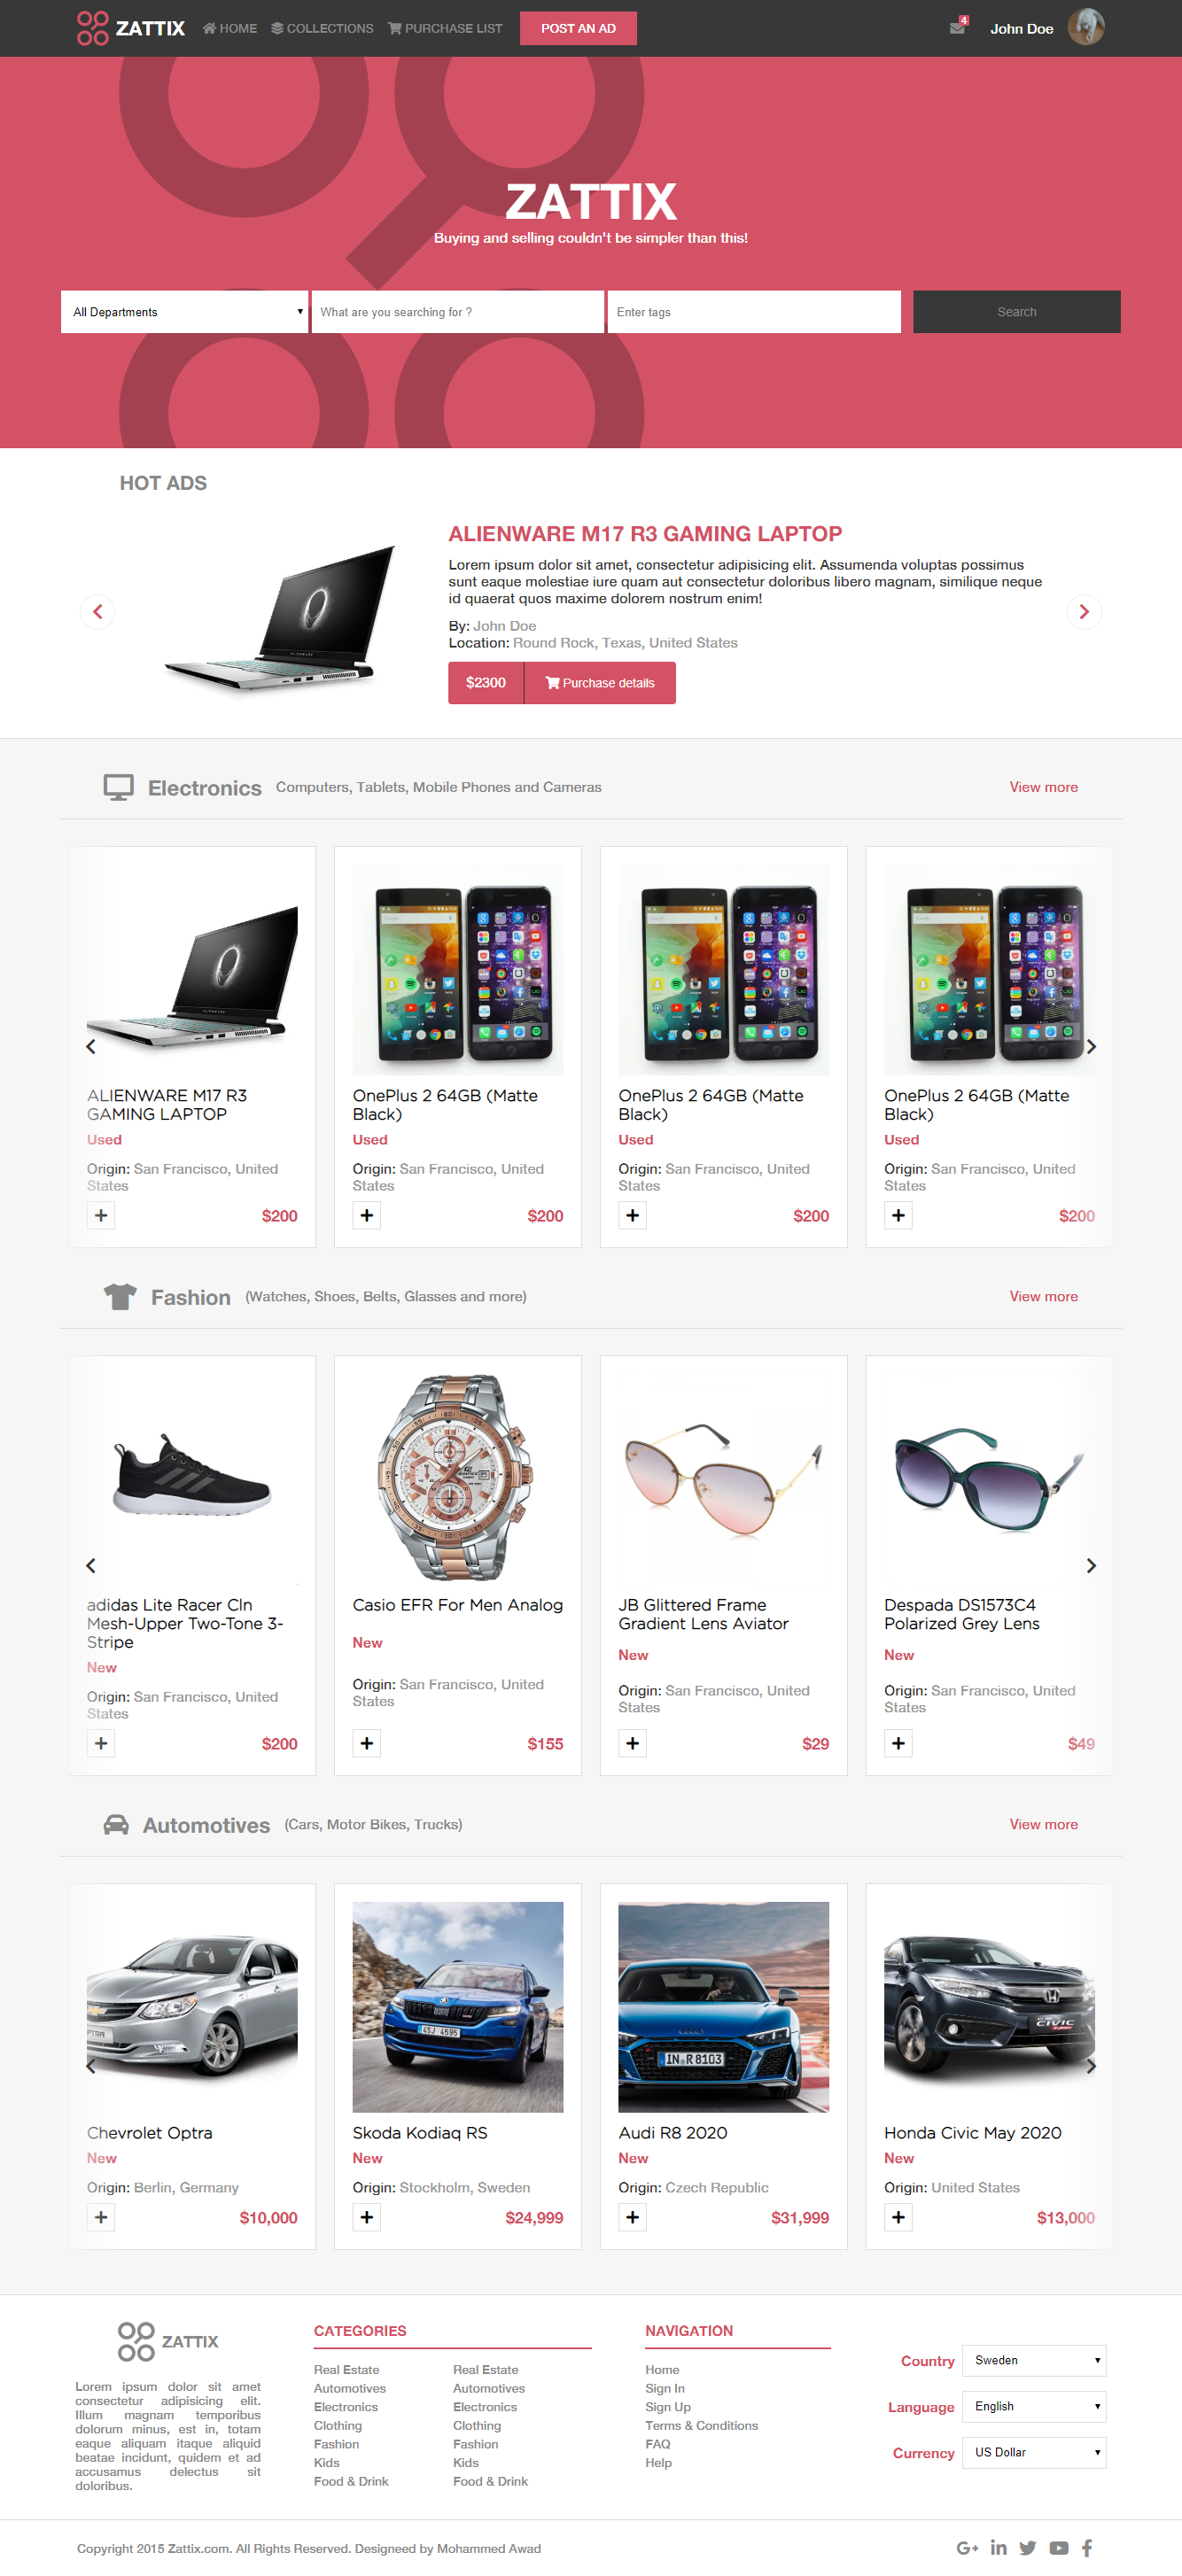 ZATTIX HOME COLLECTIONS PURCHASE LIST POST AN AD 4 John Doe
ZATTIX
Buying and selling couldn't be simpler than this!
All Departments What are you searching for ? Enter tags Search
HOT ADS
ALIENWARE M17 R3 GAMING LAPTOP
Lorem ipsum dolor sit amet, consectetur adipisicing elit. Assumenda voluptas possimus
sunt eaque molestiae iure quam aut consectetur doloribus libero magnam, similique neque
id quaerat quos maxime dolorem nostrum enim!
By: John Doe
Location: Round Rock, Texas, United States
$2300 Purchase details
Electronics Computers, Tablets, Mobile Phones and Cameras View more
ALIENWARE M17 R3
GAMING LAPTOP
Used
Origin: San Francisco, United
States
$200
OnePlus 2 64GB (Matte
Black)
Used
Origin: San Francisco, United
States
$200
OnePlus 2 64GB (Matte
Black)
Used
Origin: San Francisco, United
States
$200
OnePlus 2 64GB (Matte
Black)
Used
Origin: San Francisco, United
States
$200
Fashion (Watches, Shoes, Belts, Glasses and more) View more
adidas Lite Racer Cln
Mesh-Upper Two-Tone 3-
Stripe
New
Origin: San Francisco, United
States
$200
Casio EFR For Men Analog
New
Origin: San Francisco, United
States
$155
JB Glittered Frame
Gradient Lens Aviator
New
Origin: San Francisco, United
States
$29
Despada DS1573C4
Polarized Grey Lens
New
Origin: San Francisco, United
States
$49
Automotives (Cars, Motor Bikes, Trucks) View more
PTRA
Chevrolet Optra
New
Origin: Berlin, Germany
$10,000
4SJ 4595
Skoda Kodiaq RS
New
Origin: Stockholm, Sweden
$24,999
IN R 8103
Audi R8 2020
New
Origin: Czech Republic
$31,999
CIVIC
Honda Civic May 2020
New
Origin: United States
$13,000
ZATTIX
Lorem ipsum dolor sit amet
consectetur adipisicing elit.
Illum magnam temporibus
dolorum minus, est in, totam
eaque aliquam itaque aliquid
beatae incidunt, quidem et ad
accusamus delectus sit
doloribus.
CATEGORIES
Real Estate Real Estate
Automotives Automotives
Electronics Electronics
Clothing Clothing
Fashion Fashion
Kids Kids
Food & Drink Food & Drink
NAVIGATION
Home
Sign In
Sign Up
Terms & Conditions
FAQ
Help
Country Sweden
Language English
Currency US Dollar
Copyright 2015 Zattix.com. All Rights Reserved. Designeed by Mohammed Awad